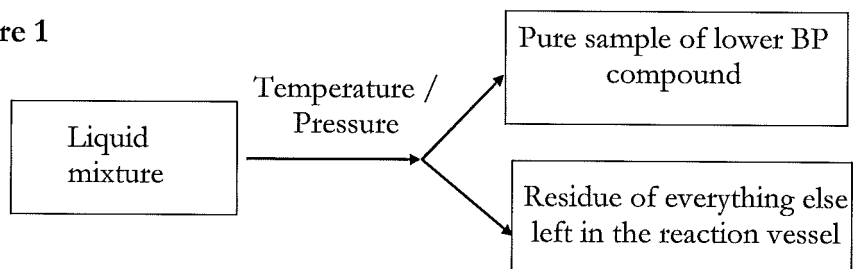 re 1
Pure sample of lower BP
compound
Temperature /
Pressure
Liquid
mixture
Residue of everything else
left in the reaction vessel